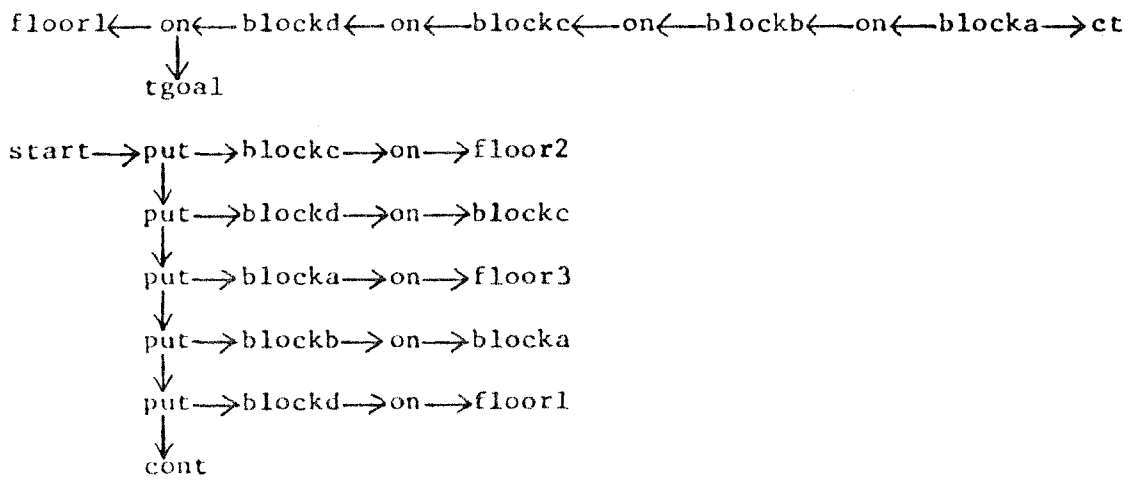 floor1← on← blockd← on← blockc← on← blockb← on← blocka→ ct
tgoal
start→ put→ blockc→ on→ floor2
put→ blockd→ on→ blockc
put→ blocka→ on→ floor3
put→ blockb→ on→ blocka
put→ blockd→ on→ floor1
cont